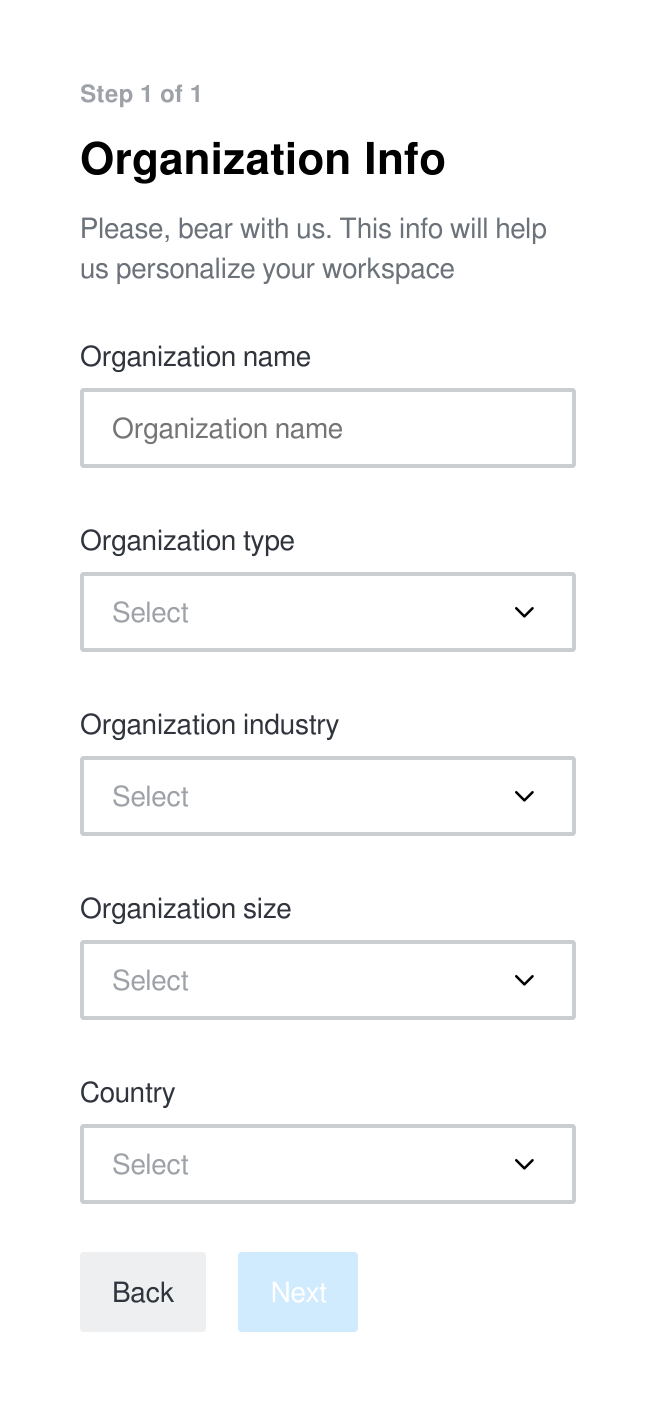 Step 1 of 1
Organization Info
Please, bear with us. This info will help
us personalize your workspace
Organization name
Organization name
Organization type
Select
Organization industry
Select
Organization size
Select
Country
Select
Back
Next